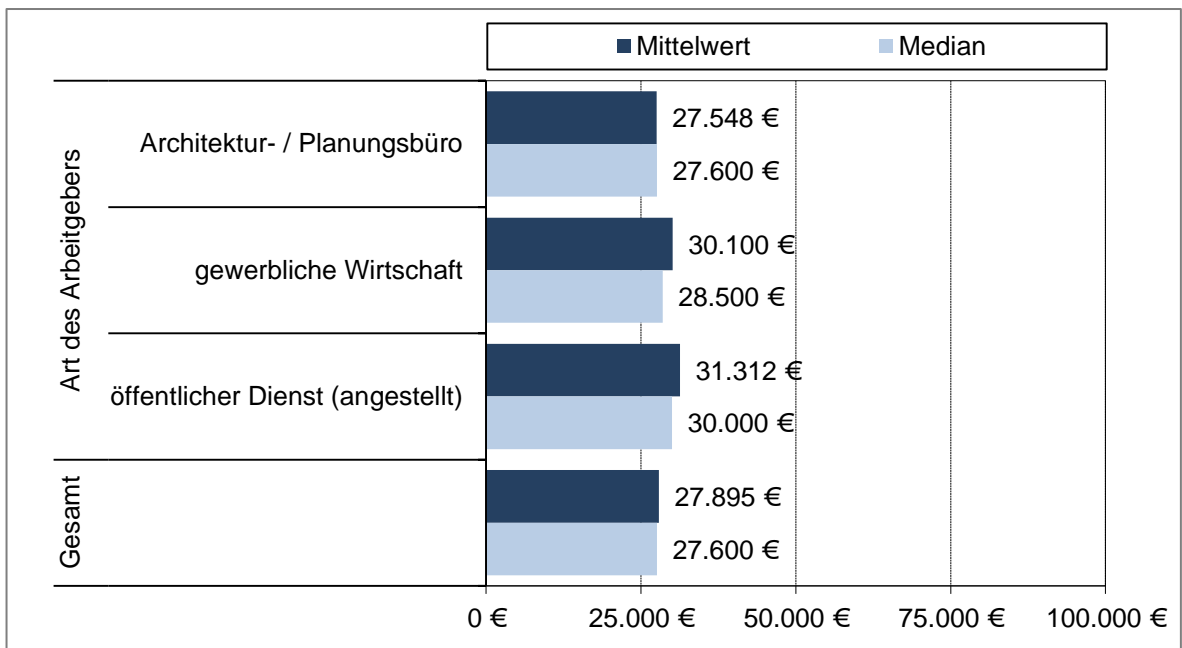 Mittelwert Median
Art des Arbeitgebers
Architektur- / Planungsbüro
27.548 €
27.600 €
gewerbliche Wirtschaft
30.100 €
28.500 €
öffentlicher Dienst (angestellt)
31.312 €
30.000 €
Gesamt
27.895 €
27.600 €
0 € 25.000 € 50.000 € 75.000 € 100.000 €